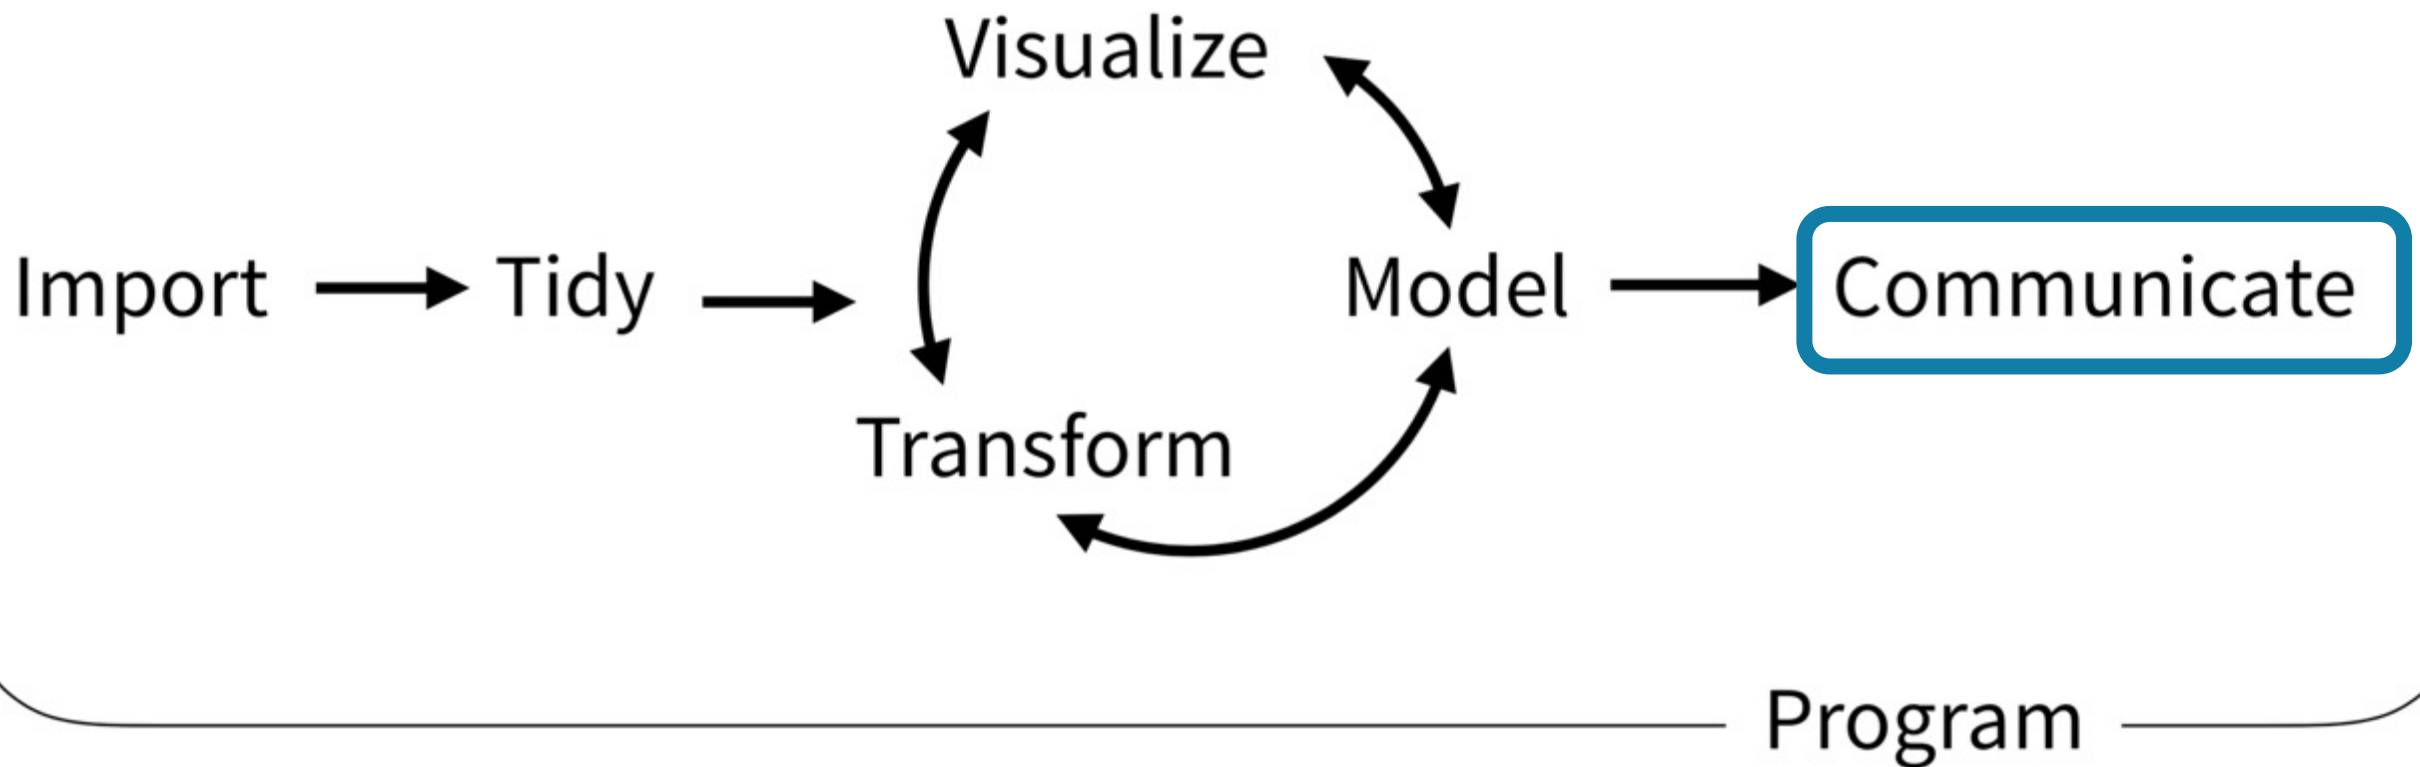 Visualize
Import
Tidy
Model
Communicate
Transform
Program